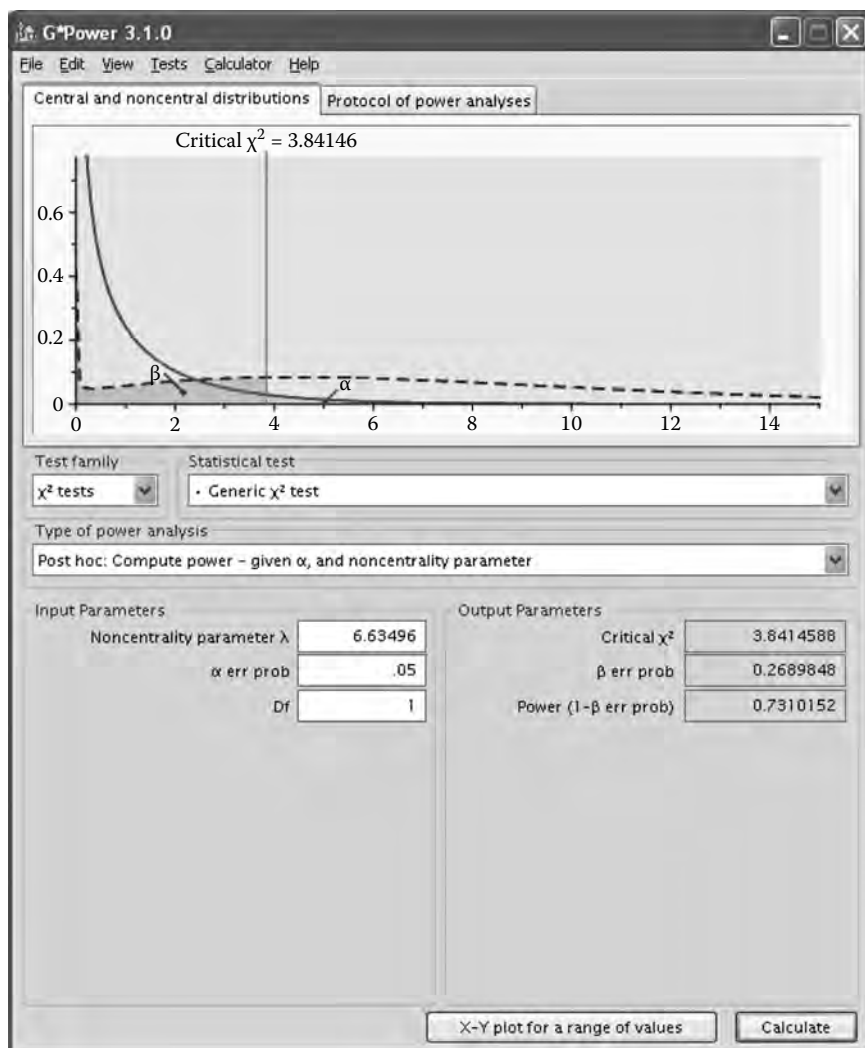 G*Power 3.1.0
File Edit View Tests Calculator Help
Central and noncentral distributions Protocol of power analyses
Critical χ² = 3.84146
0.6
0.4
0.2
β
α
0
0 2 4 6 8 10 12 14
Test family Statistical test
χ² tests - Generic χ² test
Type of power analysis
Post hoc: Compute power – given α, and noncentrality parameter
Input Parameters Output Parameters
Noncentrality parameter λ 6.63496 Critical χ² 3.8414588
α err prob .05 β err prob 0.2689848
Df 1 Power (1-β err prob) 0.7310152
X-Y plot for a range of values Calculate